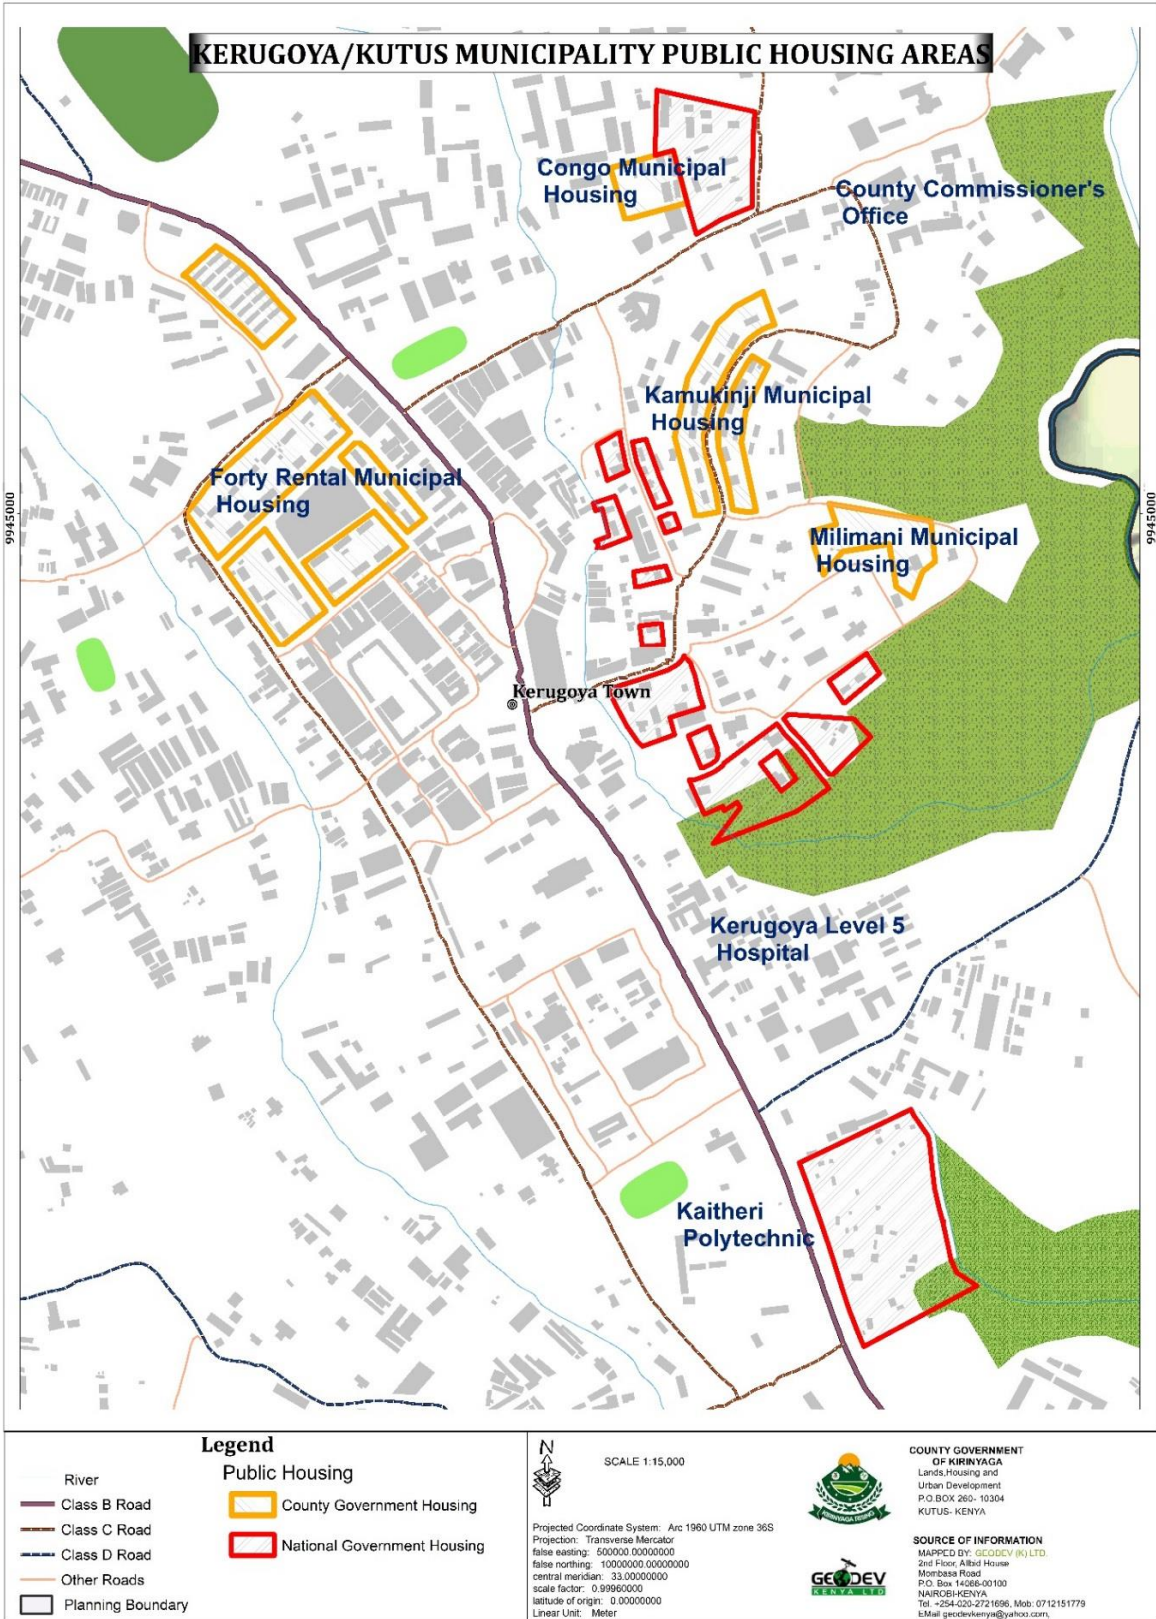 KERUGOYA/KUTUS MUNICIPALITY PUBLIC HOUSING AREAS
Congo Municipal
Housing
County Commissioner's
Office
Kamukinji Municipal
Housing
Forty Rental Municipal
Housing
9945000
9945000
Milimani Municipal
Housing
Kerugoya Town
Kerugoya Level 5
Hospital
Kaitheri
Polytechnic
Legend
River
Class B Road
Class C Road
Class D Road
Other Roads
Planning Boundary
Public Housing
County Government Housing
National Government Housing
N
SCALE 1:15,000
Projected Coordinate System: Arc 1960 UTM zone 36S
Projection: Transverse Mercator
false easting: 500000.00000000
false northing: 10000000.00000000
central meridian: 33.00000000
scale factor: 0.99960000
latitude of origin: 0.00000000
Linear Unit: Meter
KIRINYAGA RISING
GEODEV
KENYA LTD
COUNTY GOVERNMENT
OF KIRINYAGA
Lands,Housing and
Urban Development
P.O.BOX 260- 10304
KUTUS- KENYA
SOURCE OF INFORMATION
MAPPED BY: GEODEV (K) LTD.
2nd Floor, Allbid House
Mombasa Road
P.O. Box 14066-00100
NAIROBI-KENYA
Tel. +254-020-2721696, Mob: 0712151779
EMail geodevkenya@yahoo.com,